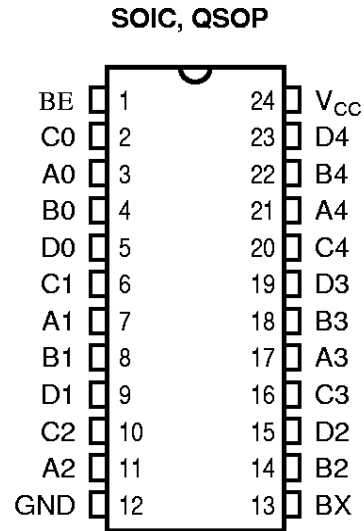 SOIC, QSOP
BE 1 24 VCC
C0 2 23 D4
A0 3 22 B4
B0 4 21 A4
D0 5 20 C4
C1 6 19 D3
A1 7 18 B3
B1 8 17 A3
D1 9 16 C3
C2 10 15 D2
A2 11 14 B2
GND 12 13 BX